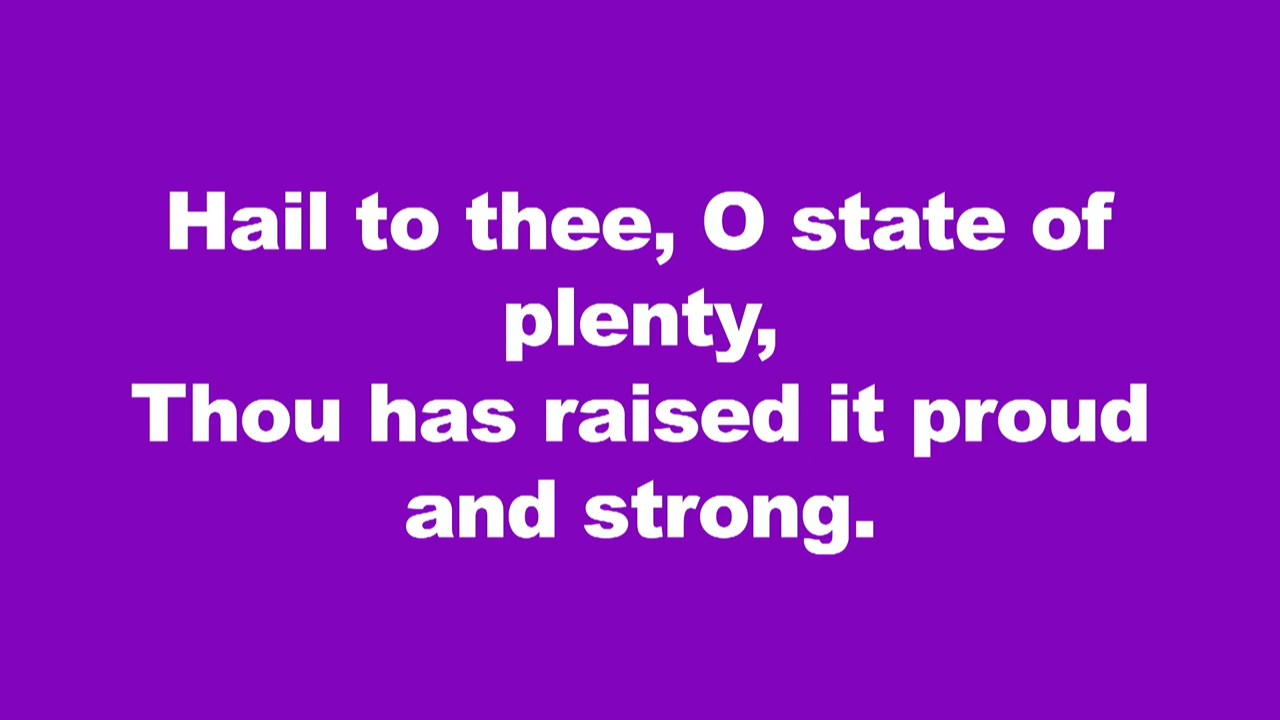 Hail to thee, O state of
plenty,
Thou has raised it proud
and strong.